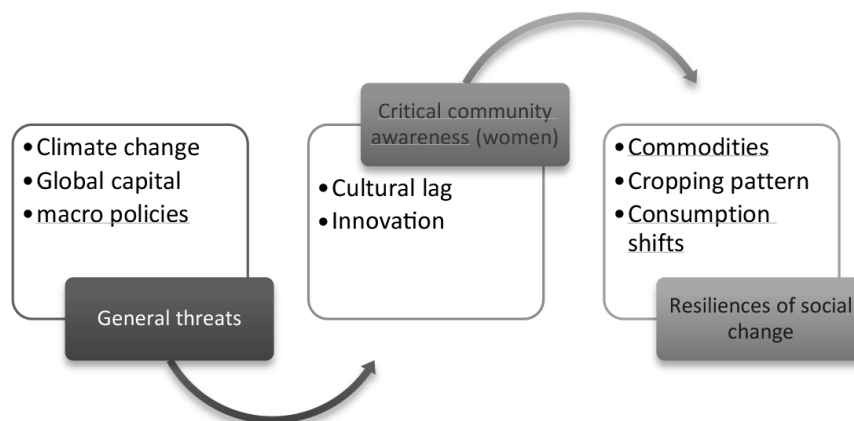 • Climate change
• Global capital
• macro policies
General threats
Critical community
awareness (women)
• Cultural lag
• Innovation
• Commodities
• Cropping pattern
• Consumption
shifts
Resiliences of social
change